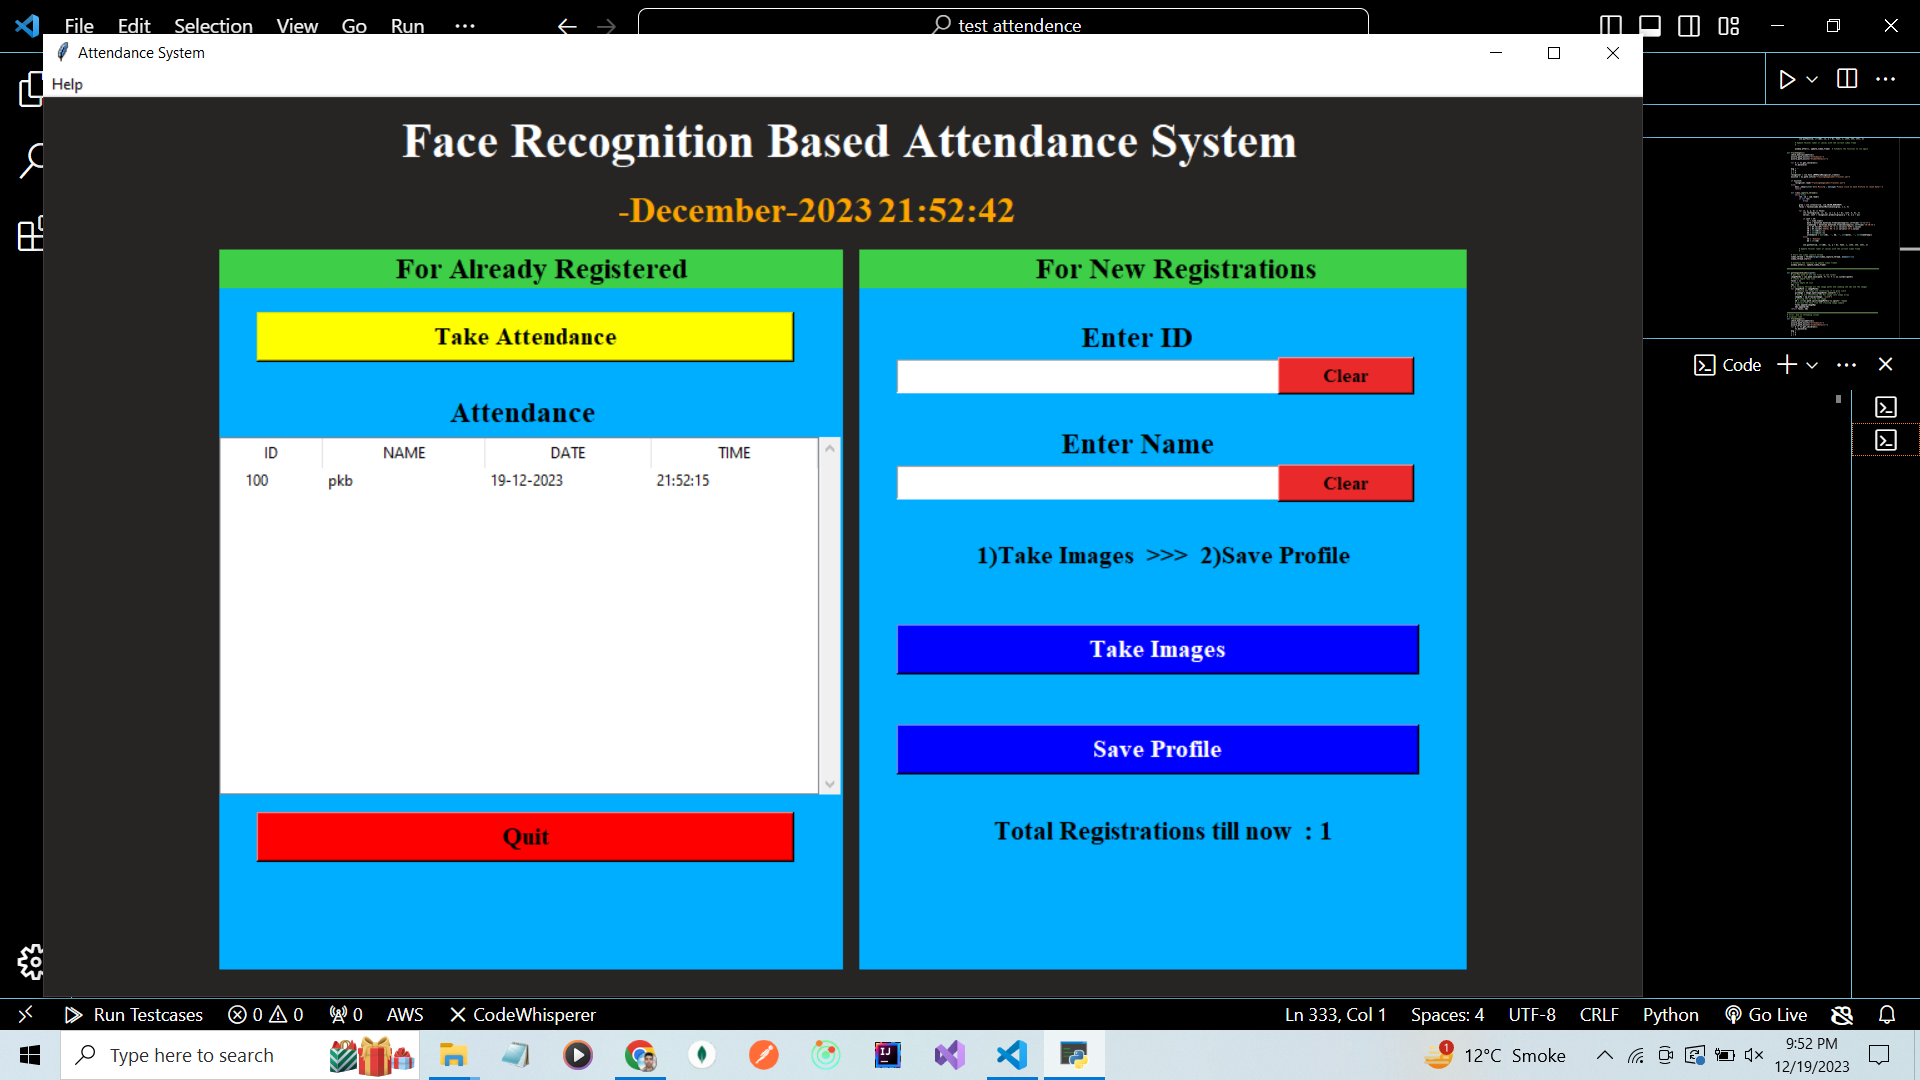 File Edit Selection View Go Run ... test attendence
Attendance System
Help
Face Recognition Based Attendance System
-December-2023 21:52:42
For Already Registered
Take Attendance
Attendance
ID NAME DATE TIME
100 pkb 19-12-2023 21:52:15
Quit
For New Registrations
Enter ID
Clear
Enter Name
Clear
1)Take Images >>> 2)Save Profile
Take Images
Save Profile
Total Registrations till now : 1
Code
Run Testcases 0 0 0 AWS CodeWhisperer Ln 333, Col 1 Spaces: 4 UTF-8 CRLF Python Go Live
Type here to search 1 12°C Smoke 9:52 PM
12/19/2023